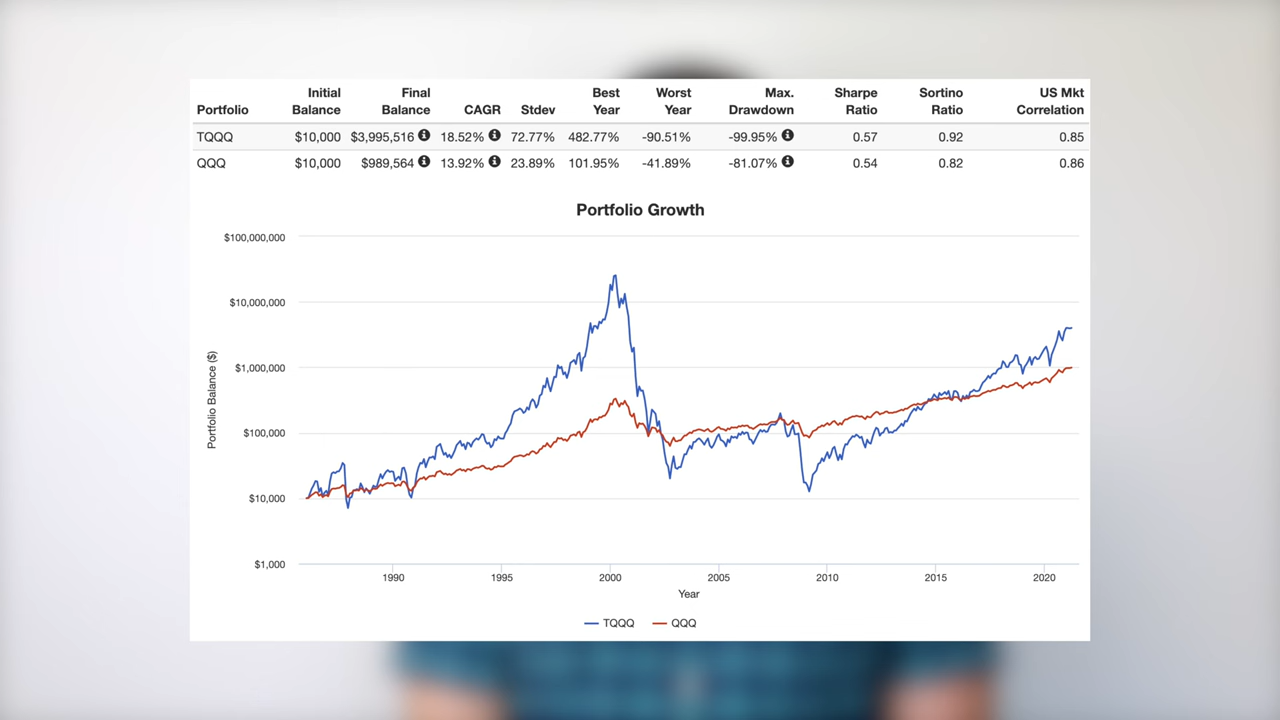 Portfolio Initial Balance Final Balance CAGR Stdev Best Year Worst Year Max. Drawdown Sharpe Ratio Sortino Ratio US Mkt Correlation
TQQQ $10,000 $3,995,516 18.52% 72.77% 482.77% -90.51% -99.95% 0.57 0.92 0.85
QQQ $10,000 $989,564 13.92% 23.89% 101.95% -41.89% -81.07% 0.54 0.82 0.86
Portfolio Growth
Portfolio Balance ($)
$100,000,000
$10,000,000
$1,000,000
$100,000
$10,000
$1,000
1990 1995 2000 2005 2010 2015 2020
Year
TQQQ QQQ